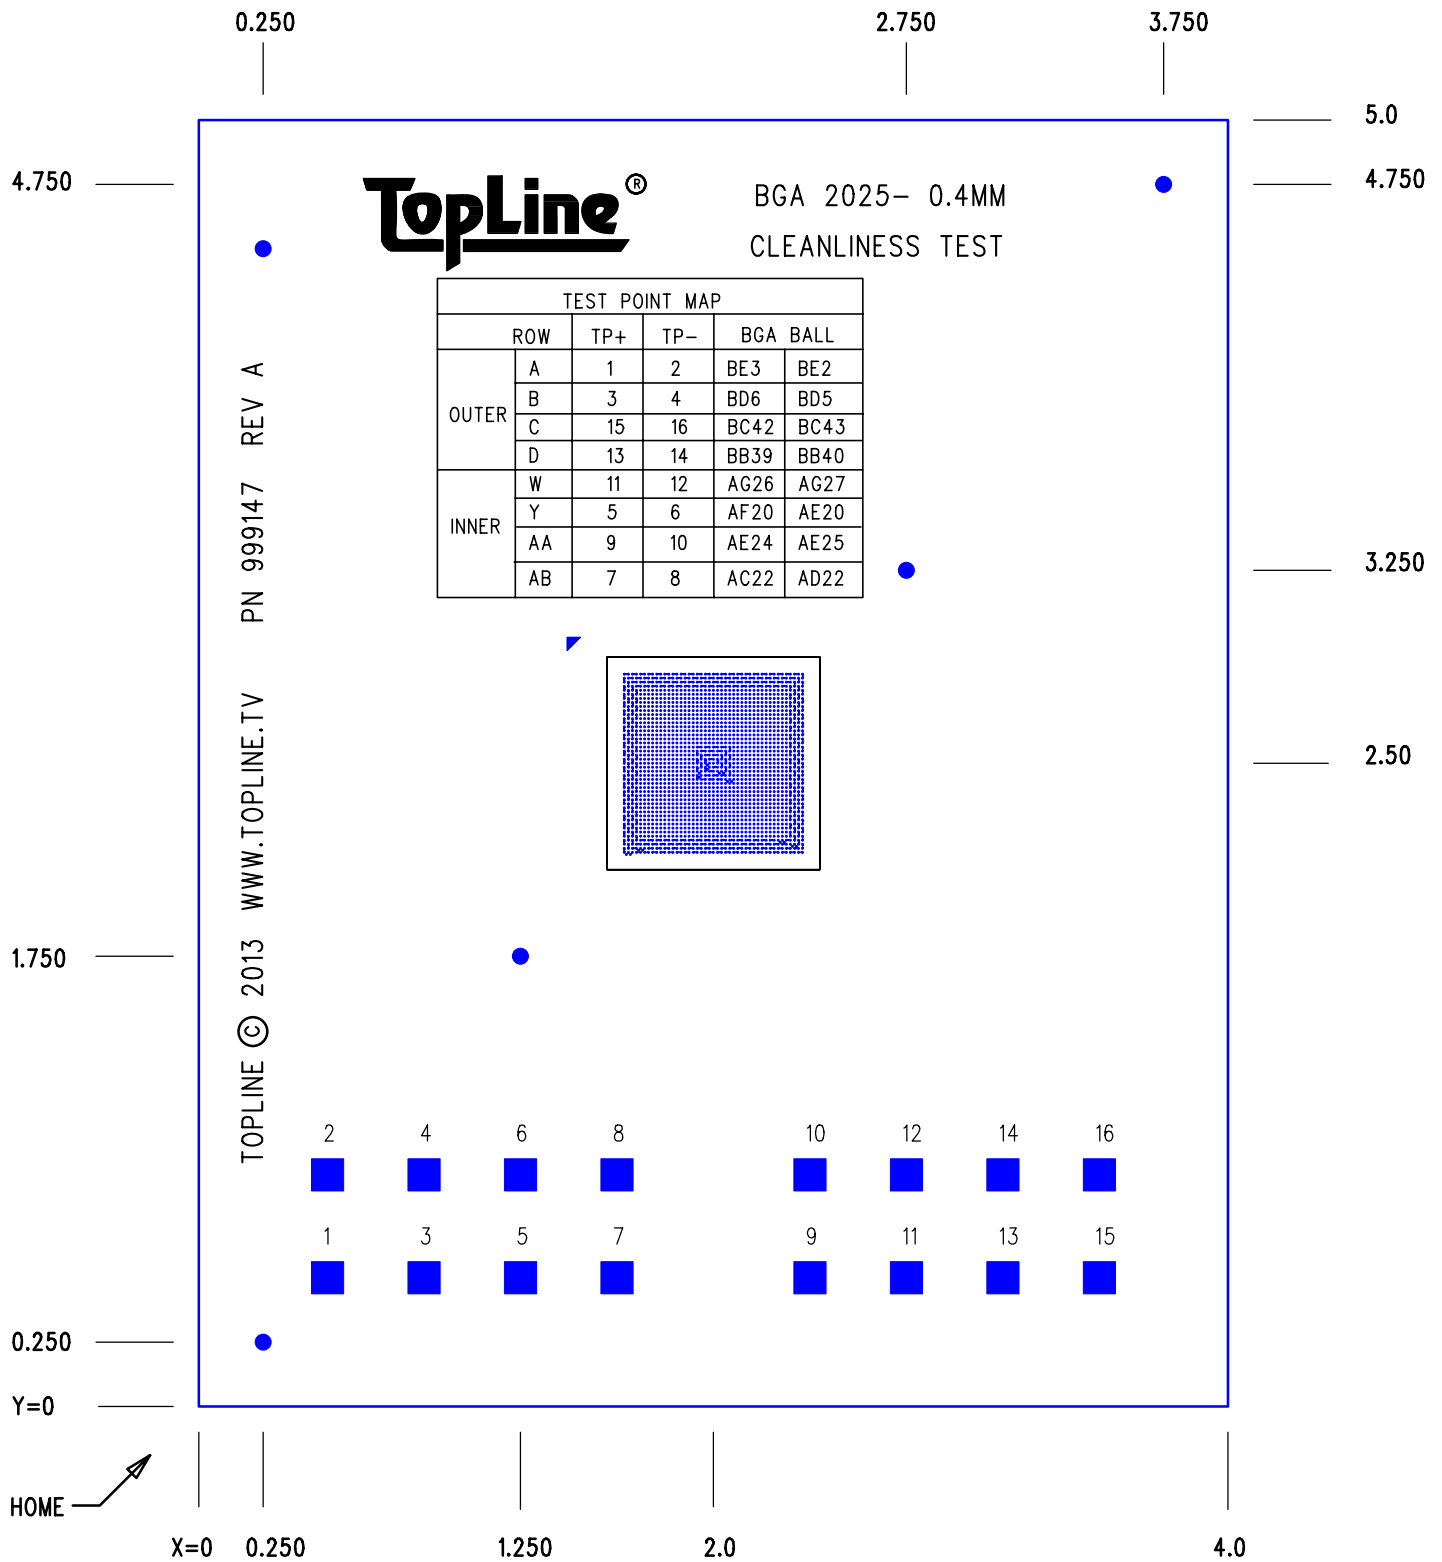 0.250 2.750 3.750
5.0
4.750 4.750
TopLine®
BGA 2025- 0.4MM
CLEANLINESS TEST
TEST POINT MAP
ROW TP+ TP- BGA BALL
OUTER
A 1 2 BE3 BE2
B 3 4 BD6 BD5
C 15 16 BC42 BC43
D 13 14 BB39 BB40
INNER
W 11 12 AG26 AG27
Y 5 6 AF20 AE20
AA 9 10 AE24 AE25
AB 7 8 AC22 AD22
3.250
2.50
1.750
TOPLINE © 2013 WWW.TOPLINE.TV PN 999147 REV A
2 4 6 8 10 12 14 16
1 3 5 7 9 11 13 15
0.250
Y=0
HOME
X=0 0.250 1.250 2.0 4.0